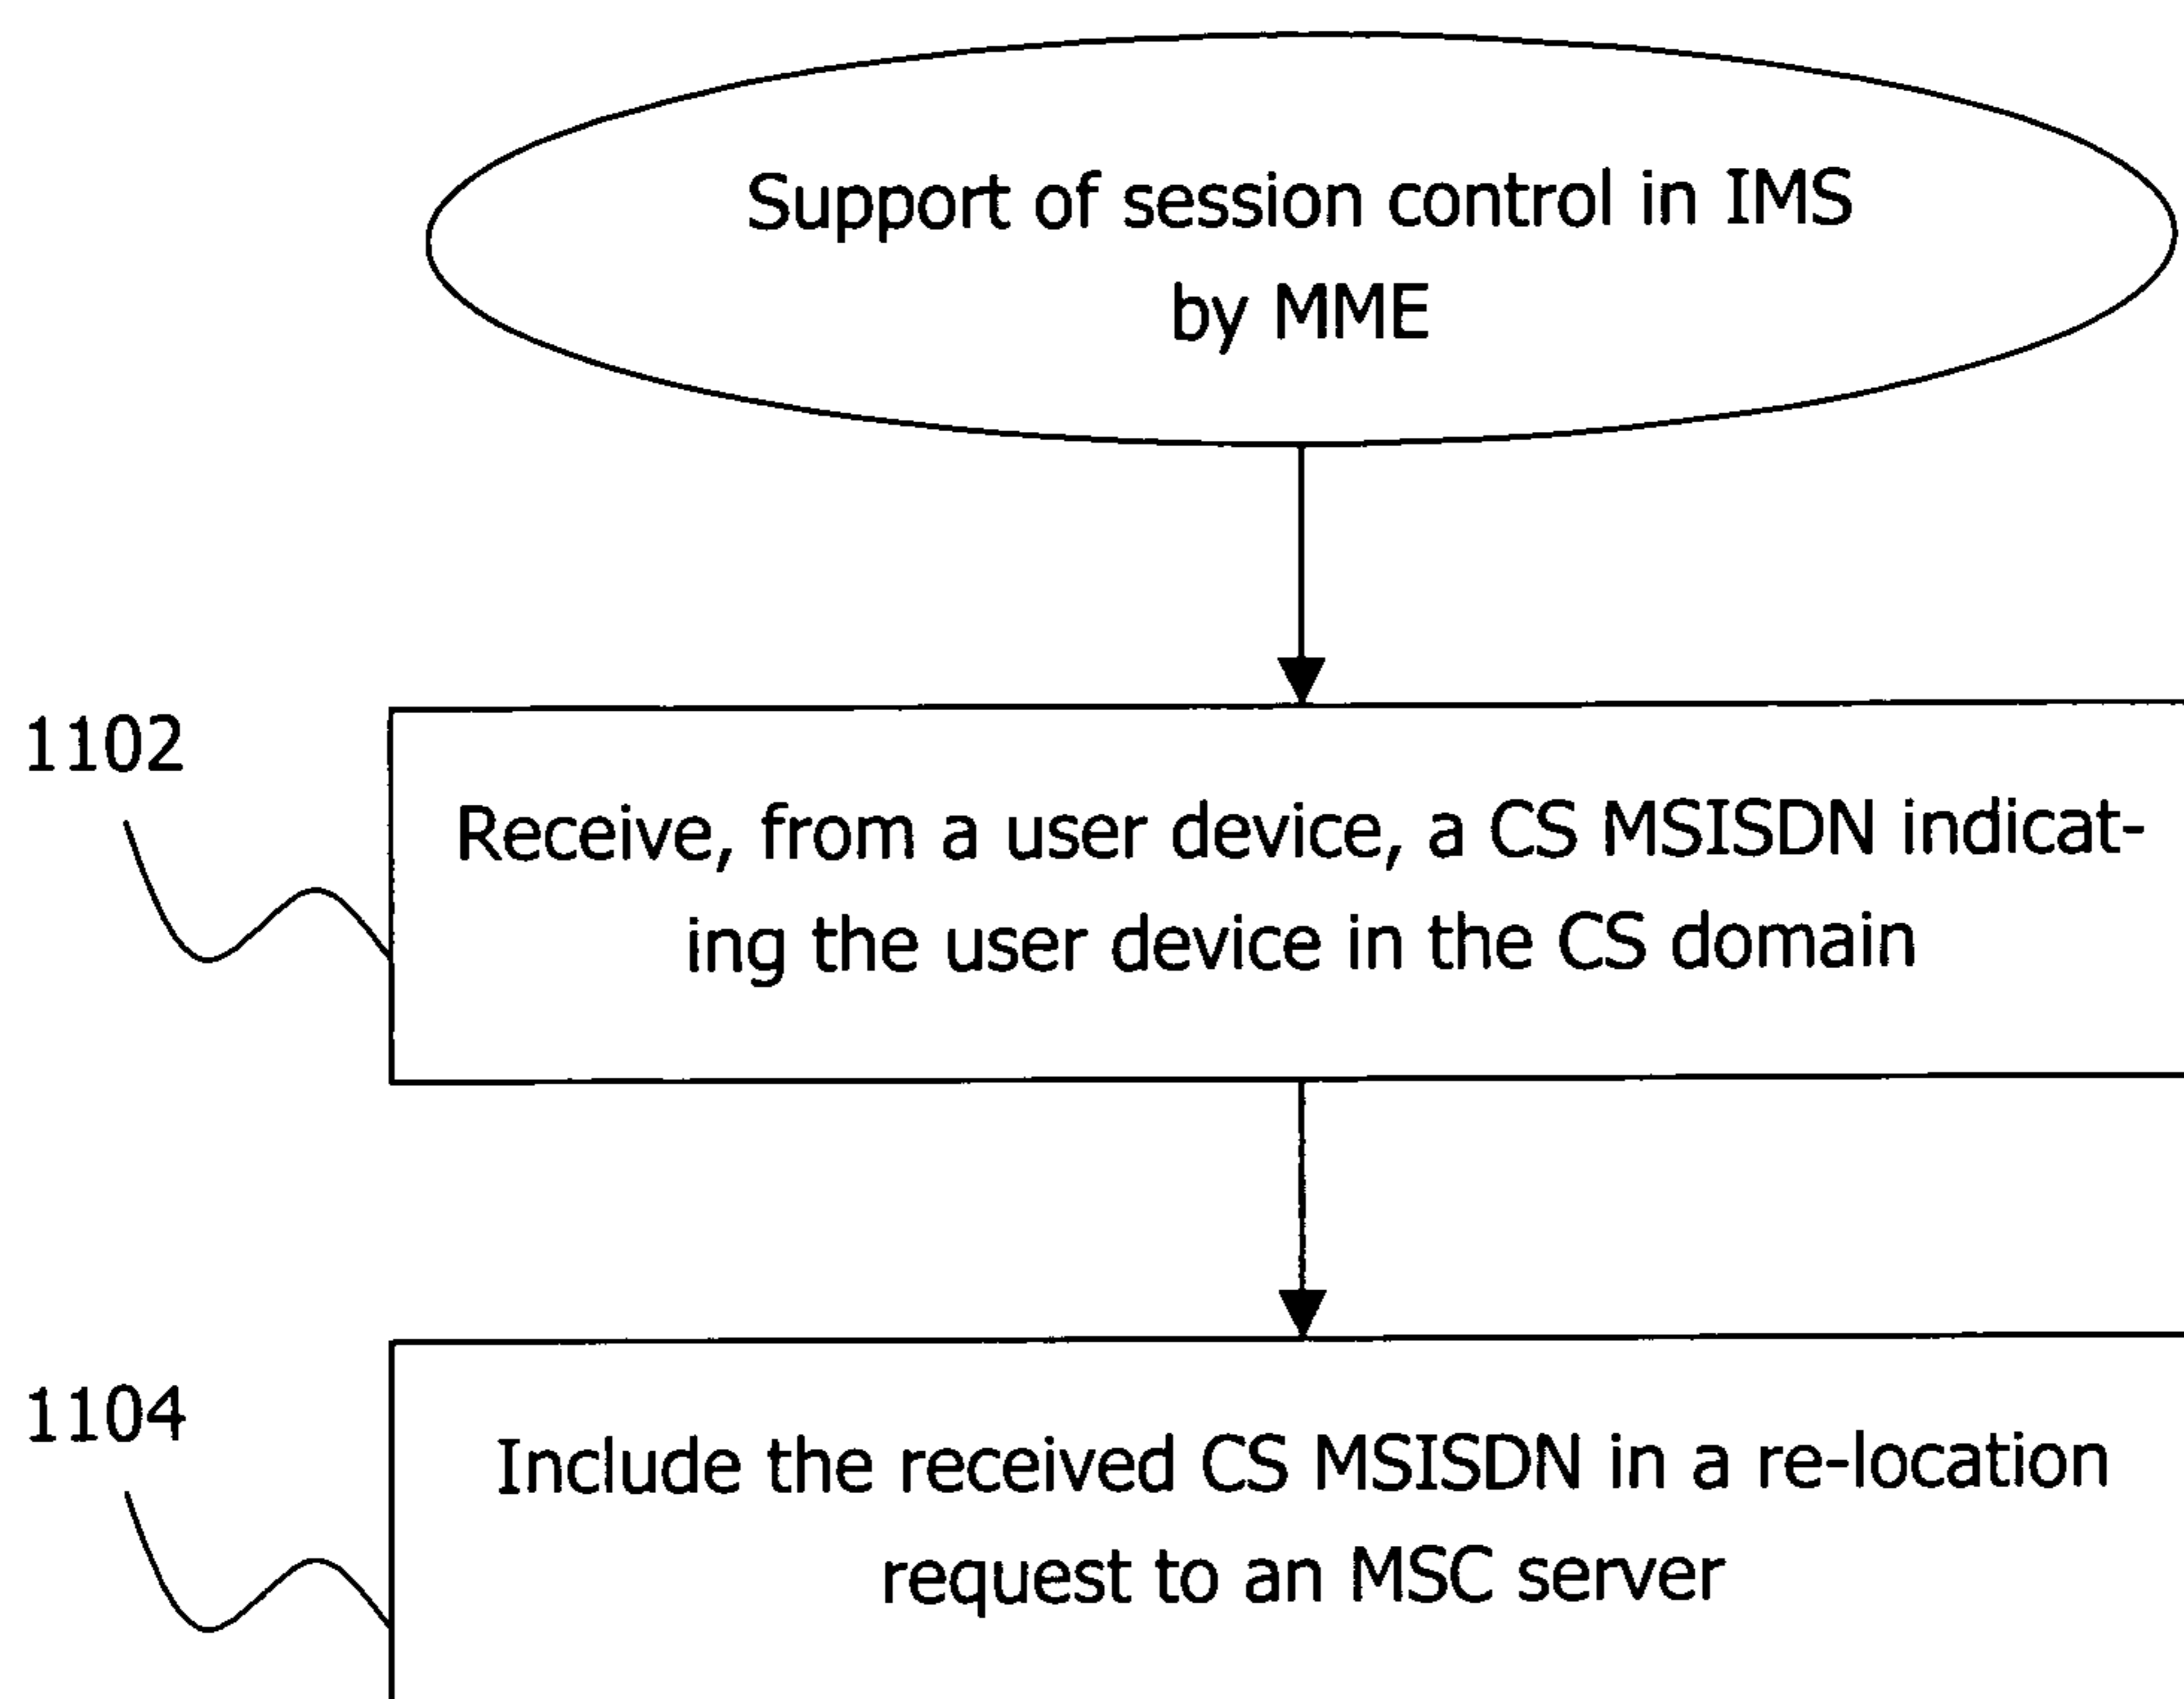 Support of session control in IMS
by MME
1102
Receive, from a user device, a CS MSISDN indicat-
ing the user device in the CS domain
1104
Include the received CS MSISDN in a re-location
request to an MSC server